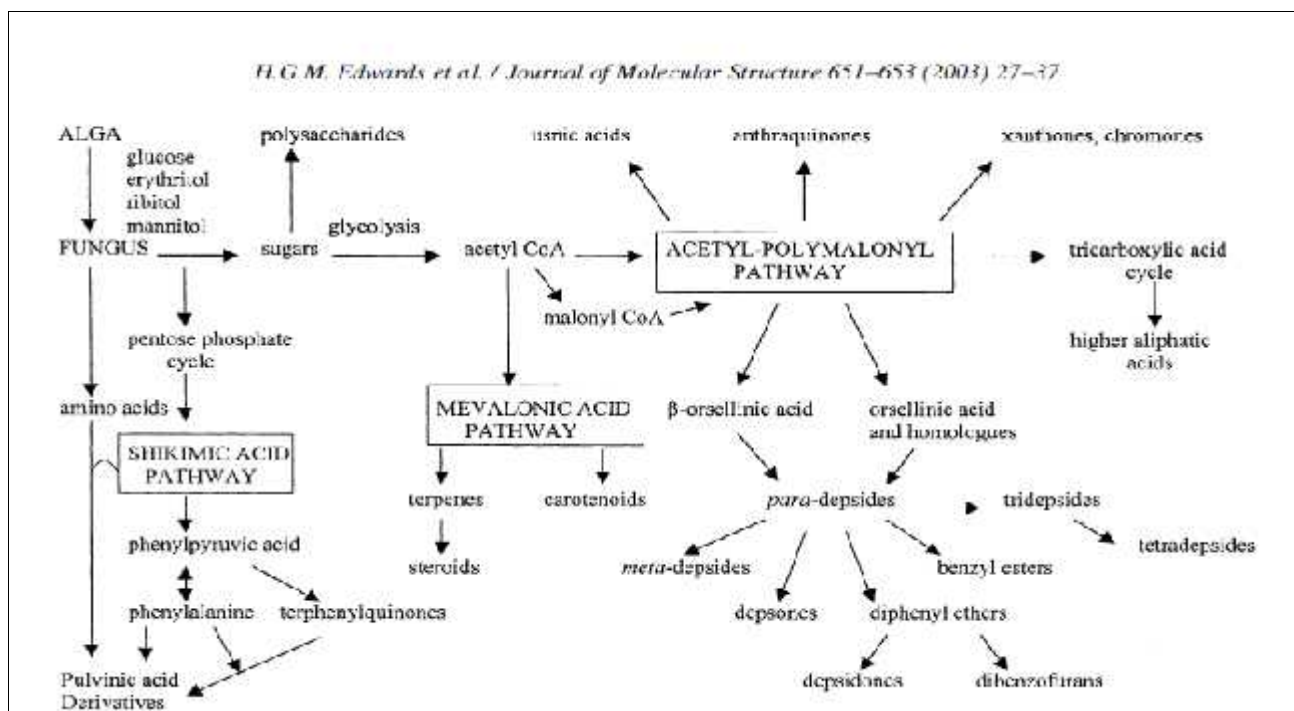 H.G.M. Edwards et al. / Journal of Molecular Structure 651–653 (2003) 27–37
ALGA
polysaccharides
usnic acids
anthraquinones
xanthones, chromones
glucose
erythritol
ribitol
mannitol
FUNGUS
sugars
glycolysis
acetyl CoA
ACETYL-POLYMALONYL
PATHWAY
tricarboxylic acid
cycle
malonyl CoA
pentose phosphate
cycle
higher aliphatic
acids
amino acids
MEVALONIC ACID
PATHWAY
β-orsellinic acid
orsellinic acid
and homologues
SHIKIMIC ACID
PATHWAY
terpenes
carotenoids
para-depsides
tridepsides
phenylpyruvic acid
steroids
meta-depsides
benzyl esters
tetradepsides
phenylalanine
terphenylquinones
depsones
diphenyl ethers
Pulvinic acid
Derivatives
depsidones
dibenzofurans